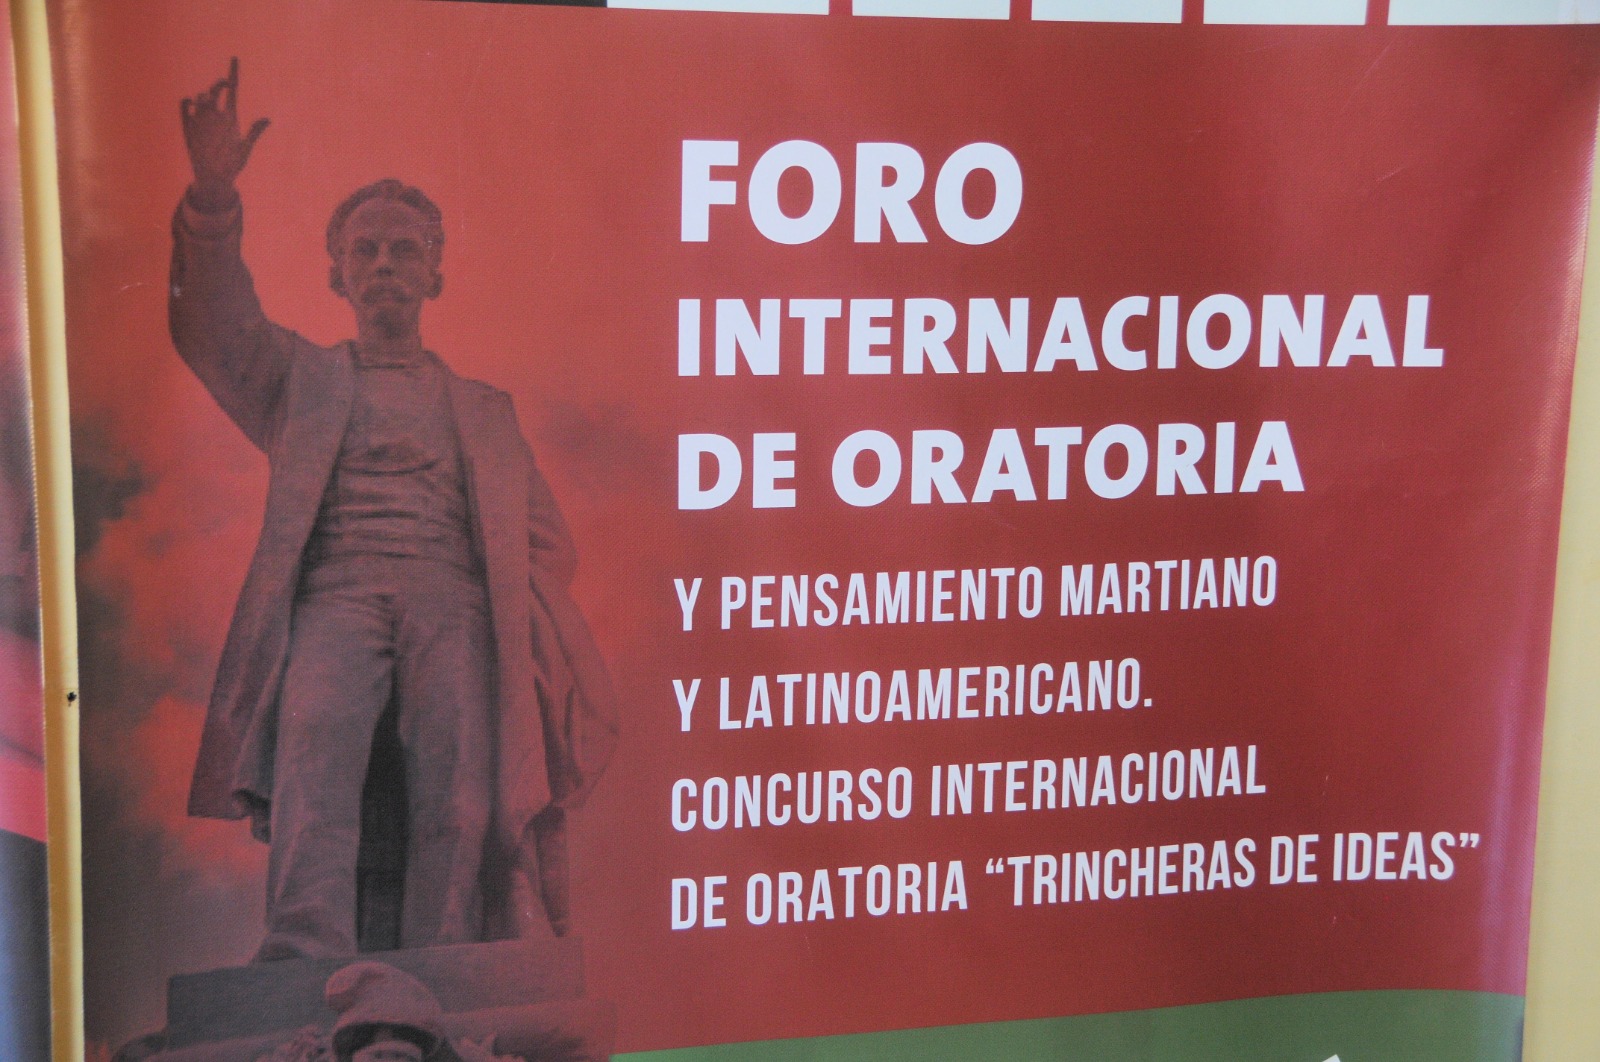 FORO
INTERNACIONAL
DE ORATORIA
Y PENSAMIENTO MARTIANO
Y LATINOAMERICANO.
CONCURSO INTERNACIONAL
DE ORATORIA “TRINCHERAS DE IDEAS”